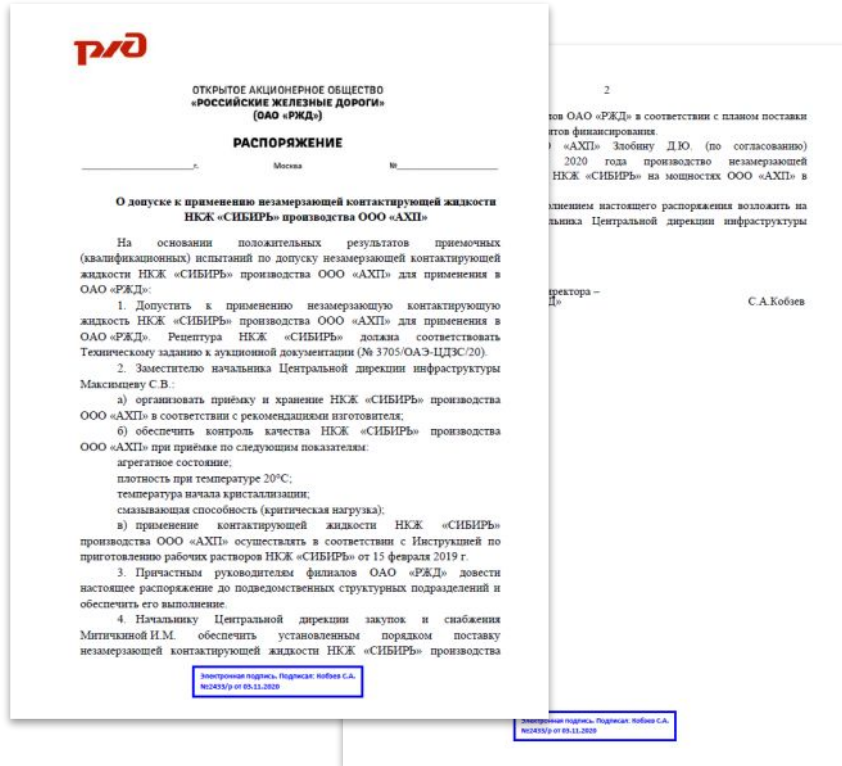 ржд
ОТКРЫТОЕ АКЦИОНЕРНОЕ ОБЩЕСТВО
«РОССИЙСКИЕ ЖЕЛЕЗНЫЕ ДОРОГИ»
(ОАО «РЖД»)
РАСПОРЯЖЕНИЕ
г. Москва №
О допуске к применению незамерзающей контактирующей жидкости
НКЖ «СИБИРЬ» производства ООО «АХП»
На основании положительных результатов приемочных
(квалификационных) испытаний по допуску незамерзающей контактирующей
жидкости НКЖ «СИБИРЬ» производства ООО «АХП» для применения в
ОАО «РЖД»:
1. Допустить к применению незамерзающую контактирующую
жидкость НКЖ «СИБИРЬ» производства ООО «АХП» для применения в
ОАО «РЖД». Рецептура НКЖ «СИБИРЬ» должна соответствовать
Техническому заданию к аукционной документации (№ 3705/ОАЭ-ЦДЗС/20).
2. Заместителю начальника Центральной дирекции инфраструктуры
Максимцеву С.В.:
а) организовать приёмку и хранение НКЖ «СИБИРЬ» производства
ООО «АХП» в соответствии с рекомендациями изготовителя;
б) обеспечить контроль качества НКЖ «СИБИРЬ» производства
ООО «АХП» при приёмке по следующим показателям:
агрегатное состояние;
плотность при температуре 20°С;
температура начала кристаллизации;
смазывающая способность (критическая нагрузка);
в) применение контактирующей жидкости НКЖ «СИБИРЬ»
производства ООО «АХП» осуществлять в соответствии с Инструкцией по
приготовлению рабочих растворов НКЖ «СИБИРЬ» от 15 февраля 2019 г.
3. Причастным руководителям филиалов ОАО «РЖД» довести
настоящее распоряжение до подведомственных структурных подразделений и
обеспечить его выполнение.
4. Начальнику Центральной дирекции закупок и снабжения
Митичкиной И.М. обеспечить установленным порядком поставку
незамерзающей контактирующей жидкости НКЖ «СИБИРЬ» производства
Электронная подпись. Подписал: Кобзев С.А.
№2433/р от 03.11.2020
2
ОАО «РЖД» в соответствии с планом поставки
финансирования.
«АХП» Злобину Д.Ю. (по согласованию)
2020 года производство незамерзающей
НКЖ «СИБИРЬ» на мощностях ООО «АХП» в
настоящего распоряжения возложить на
Центральной дирекции инфраструктуры
С.А.Кобзев
Электронная подпись. Подписал: Кобзев С.А.
№2433/р от 03.11.2020